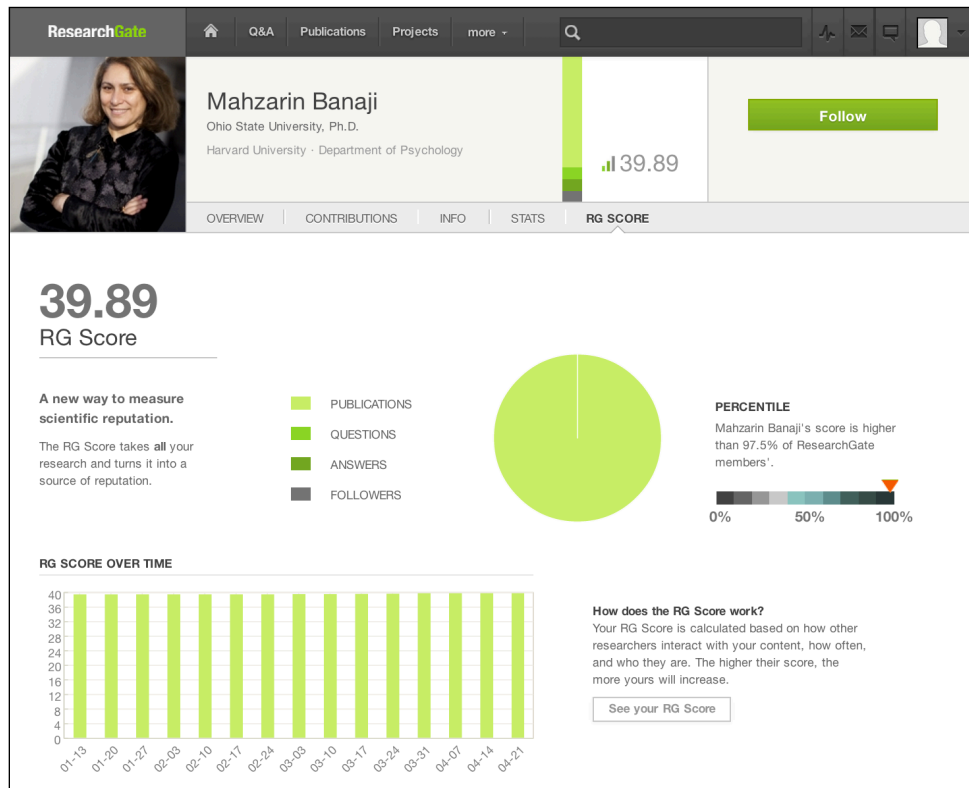 ResearchGate
Q&A
Publications
Projects
more
Mahzarin Banaji
Ohio State University, Ph.D.
Harvard University · Department of Psychology
39.89
Follow
OVERVIEW
CONTRIBUTIONS
INFO
STATS
RG SCORE
39.89
RG Score
A new way to measure
scientific reputation.
The RG Score takes all your
research and turns it into a
source of reputation.
PUBLICATIONS
QUESTIONS
ANSWERS
FOLLOWERS
PERCENTILE
Mahzarin Banaji's score is higher
than 97.5% of ResearchGate
members'.
0% 50% 100%
RG SCORE OVER TIME
40
36
32
28
24
20
16
12
8
4
0
01-13 01-20 01-27 02-03 02-10 02-17 02-24 03-03 03-10 03-17 03-24 03-31 04-07 04-14 04-21
How does the RG Score work?
Your RG Score is calculated based on how other
researchers interact with your content, how often,
and who they are. The higher their score, the
more yours will increase.
See your RG Score